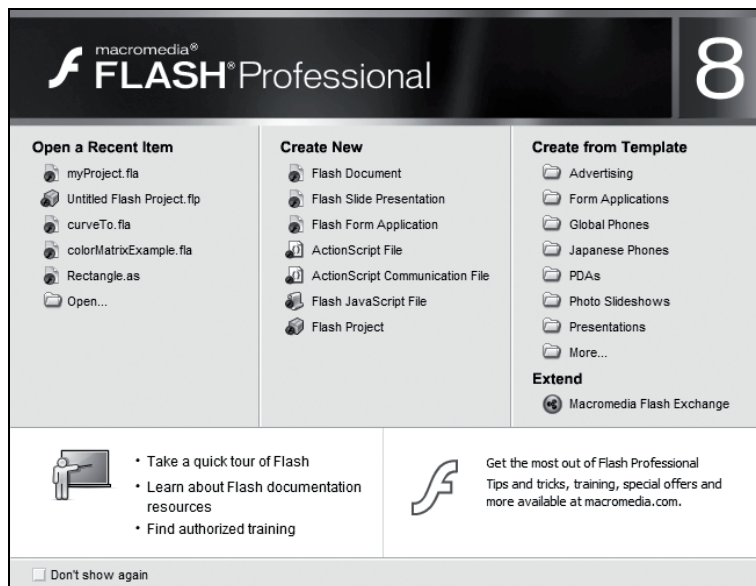 macromedia®
FLASH® Professional
8
Open a Recent Item
myProject.fla
Untitled Flash Project.flp
curveTo.fla
colorMatrixExample.fla
Rectangle.as
Open...
Create New
Flash Document
Flash Slide Presentation
Flash Form Application
ActionScript File
ActionScript Communication File
Flash JavaScript File
Flash Project
Create from Template
Advertising
Form Applications
Global Phones
Japanese Phones
PDAs
Photo Slideshows
Presentations
More...
Extend
Macromedia Flash Exchange
• Take a quick tour of Flash
• Learn about Flash documentation
resources
• Find authorized training
Get the most out of Flash Professional
Tips and tricks, training, special offers and
more available at macromedia.com.
Don't show again